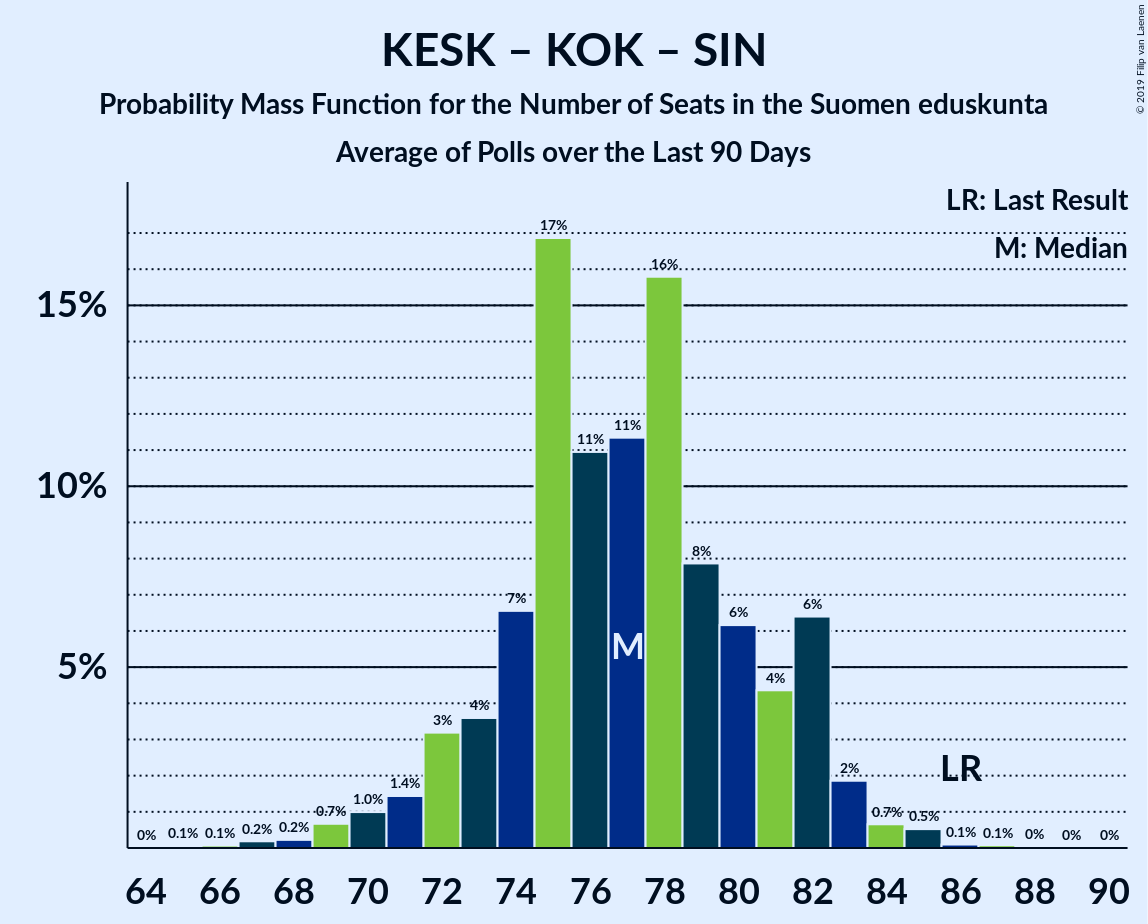 KESK – KOK – SIN
Probability Mass Function for the Number of Seats in the Suomen eduskunta
Average of Polls over the Last 90 Days
© 2019 Filip van Laenen
LR: Last Result
M: Median
15%
10%
5%
0% 0.1% 0.1% 0.2% 0.2% 0.7% 1.0% 1.4% 3% 4% 7% 17% 11% 11% 16% 8% 6% 4% 6% 2% 0.7% 0.5% 0.1% 0.1% 0% 0% 0%
M
LR
64 66 68 70 72 74 76 78 80 82 84 86 88 90